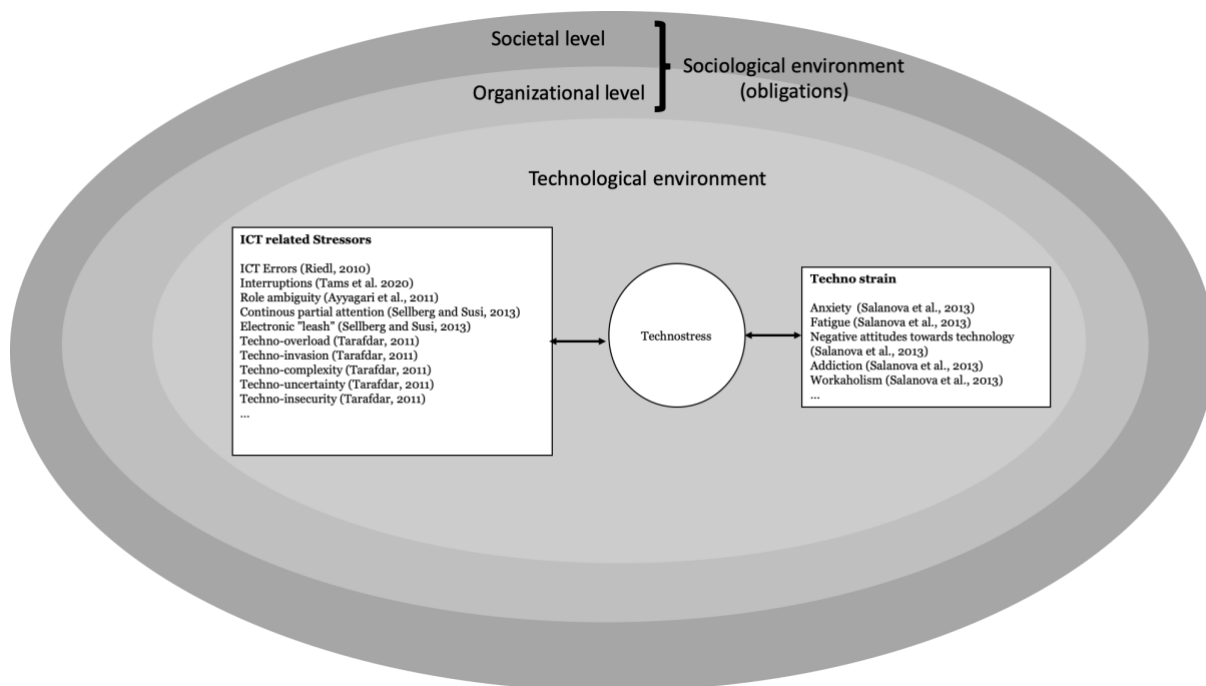 Societal level
Organizational level
Sociological environment
(obligations)
Technological environment
ICT related Stressors
ICT Errors (Riedl, 2010)
Interruptions (Tams et al. 2020)
Role ambiguity (Ayyagari et al., 2011)
Continous partial attention (Sellberg and Susi, 2013)
Electronic "leash" (Sellberg and Susi, 2013)
Techno-overload (Tarafdar, 2011)
Techno-invasion (Tarafdar, 2011)
Techno-complexity (Tarafdar, 2011)
Techno-uncertainty (Tarafdar, 2011)
Techno-insecurity (Tarafdar, 2011)
...
Technostress
Techno strain
Anxiety (Salanova et al., 2013)
Fatigue (Salanova et al., 2013)
Negative attitudes towards technology
(Salanova et al., 2013)
Addiction (Salanova et al., 2013)
Workaholism (Salanova et al., 2013)
...